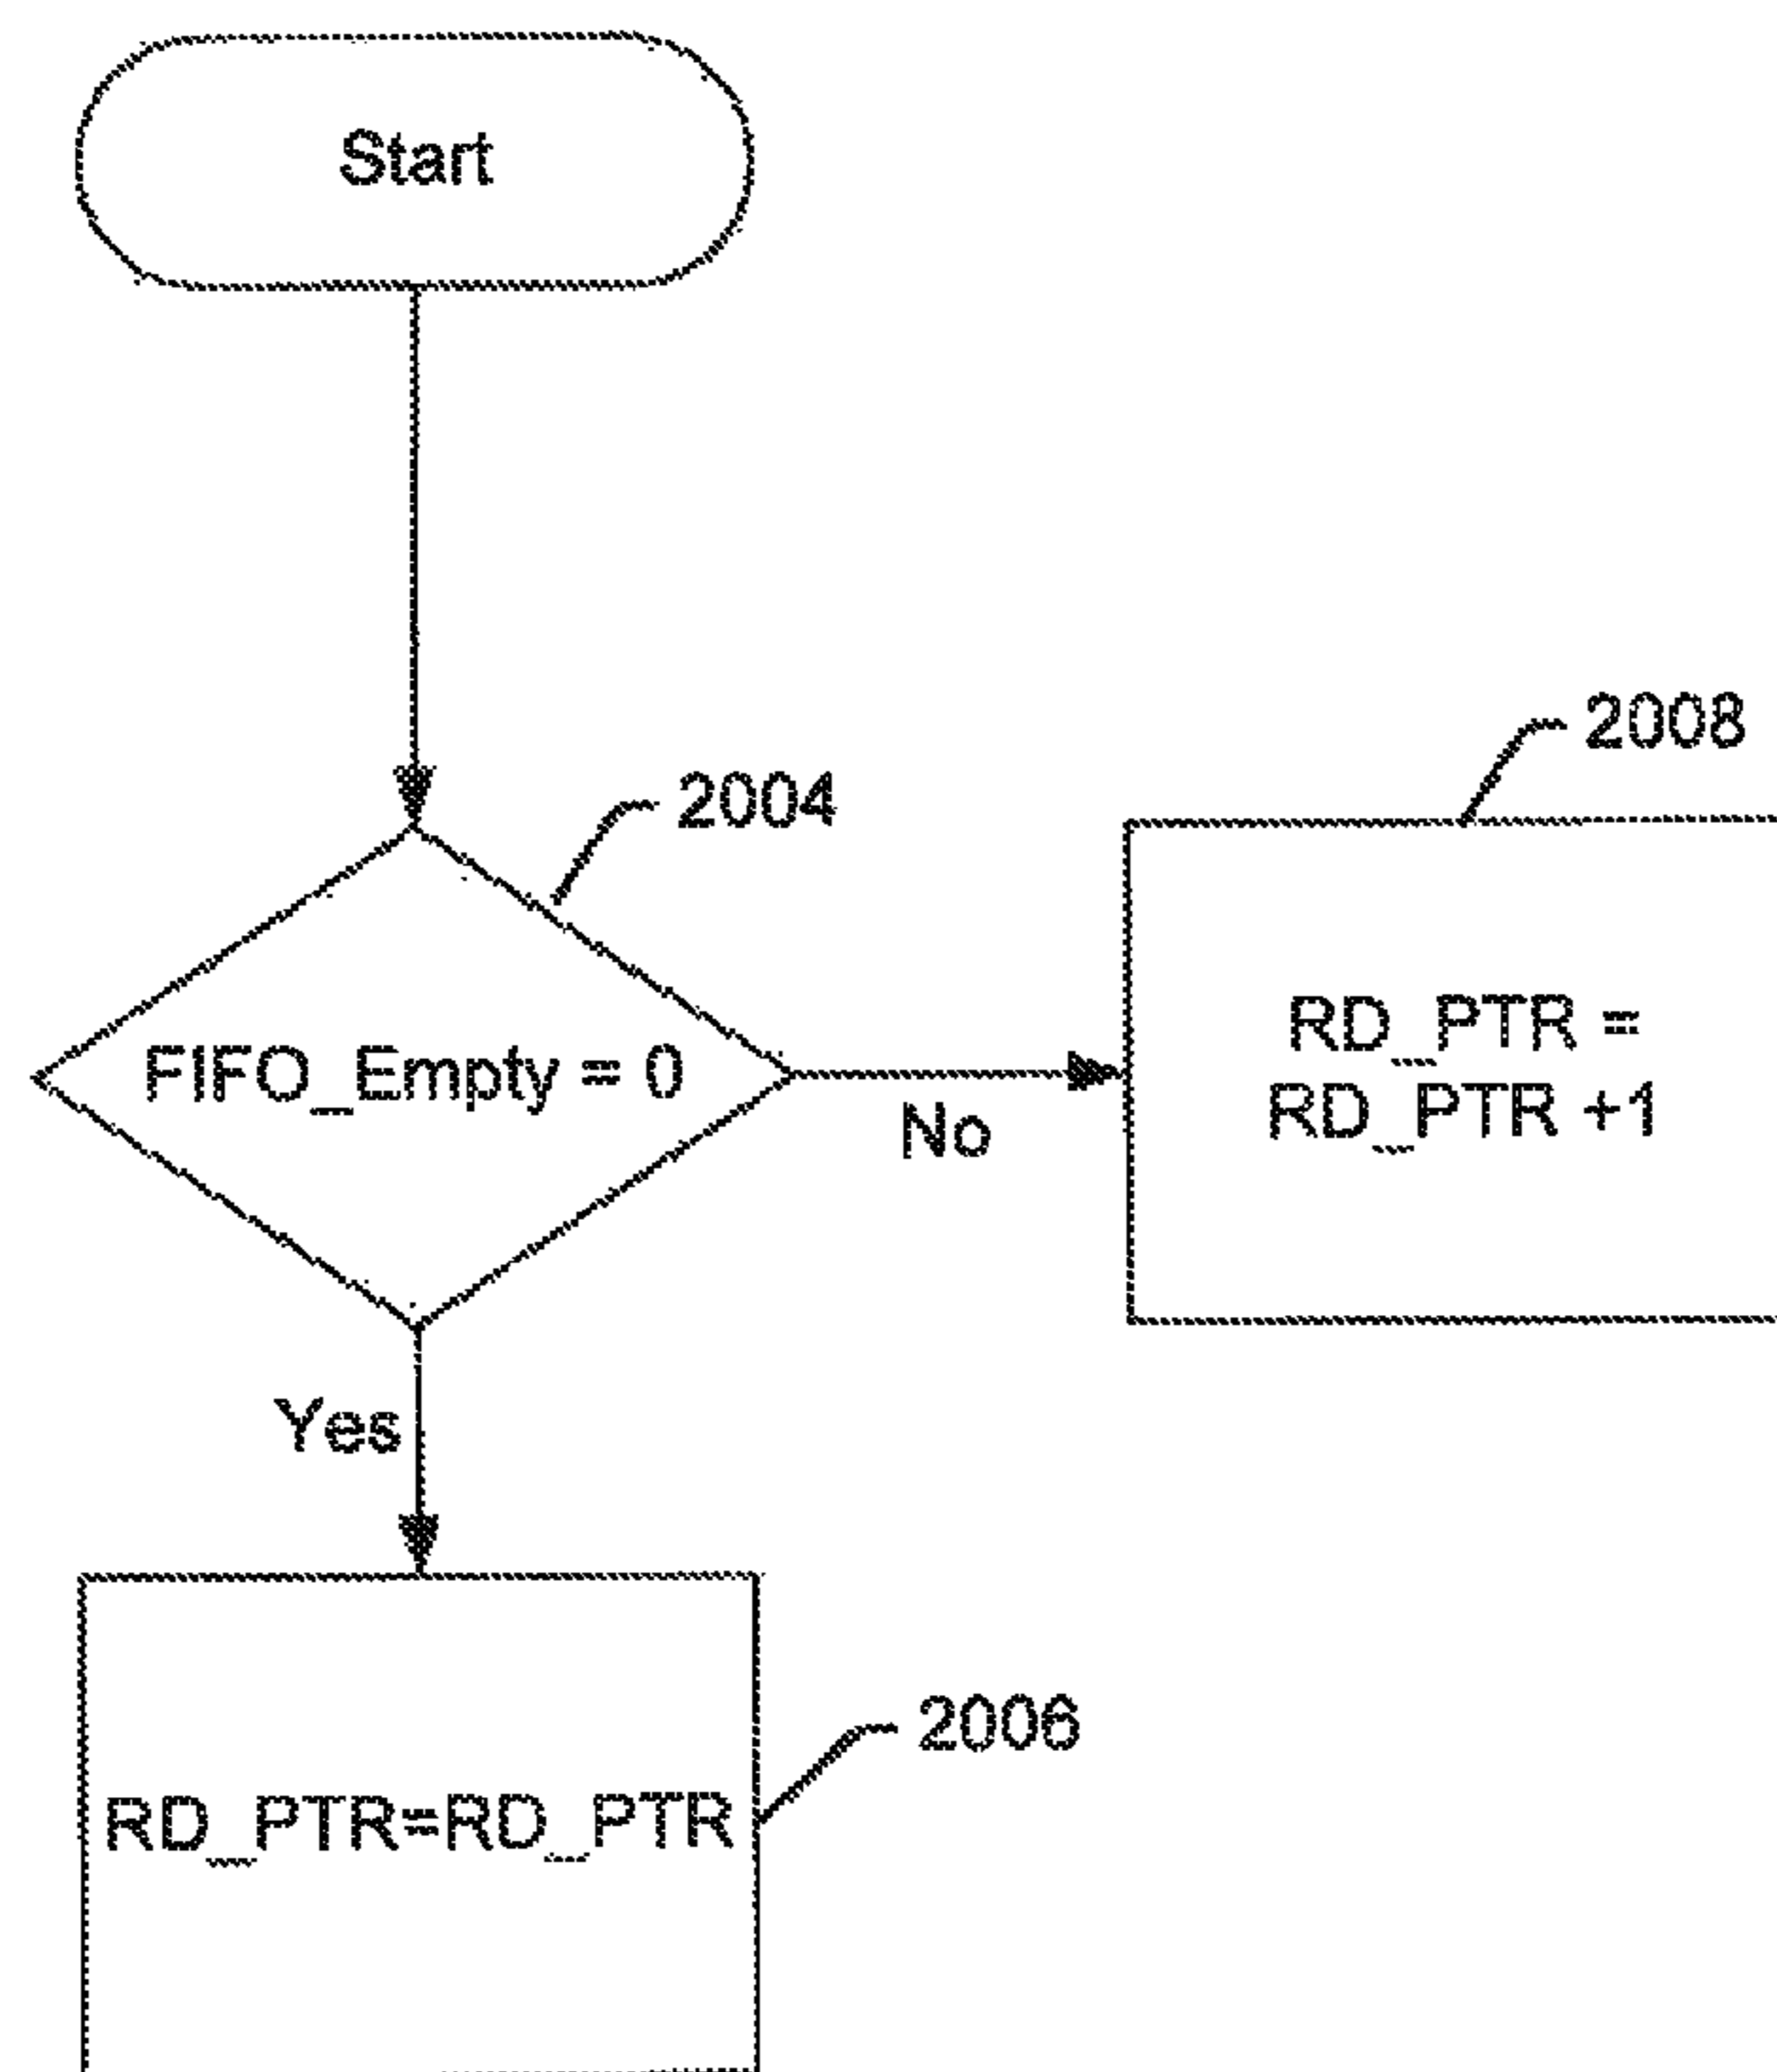 Start
2004
2008
FIFO_Empty = 0
RD_PTR =
RD_PTR +1
No
Yes
2006
RD_PTR=RD_PTR